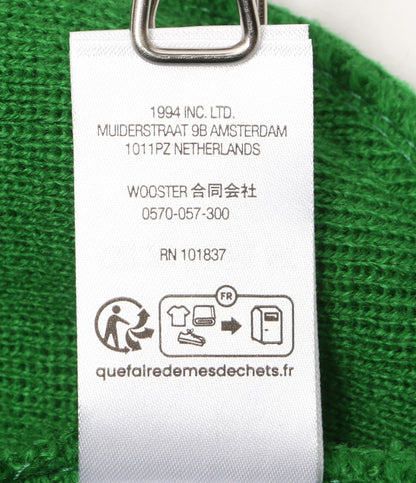 1994 INC. LTD.
MUIDERSTRAAT 9B AMSTERDAM
1011PZ NETHERLANDS
WOOSTER 合同会社
0570-057-300
RN 101837
FR
quefairedemesdechets.fr